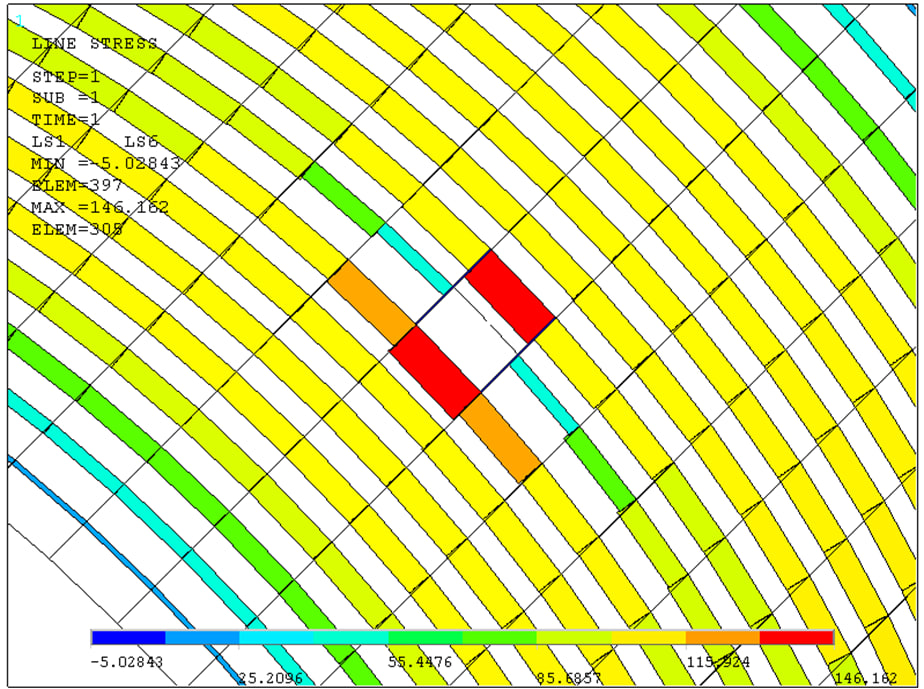 1
LINE STRESS
STEP=1
SUB =1
TIME=1
LS1 LS6
MIN =-5.02843
ELEM=397
MAX =146.162
ELEM=305
-5.02843 55.4476 115.924
25.2096 85.6857 146.162